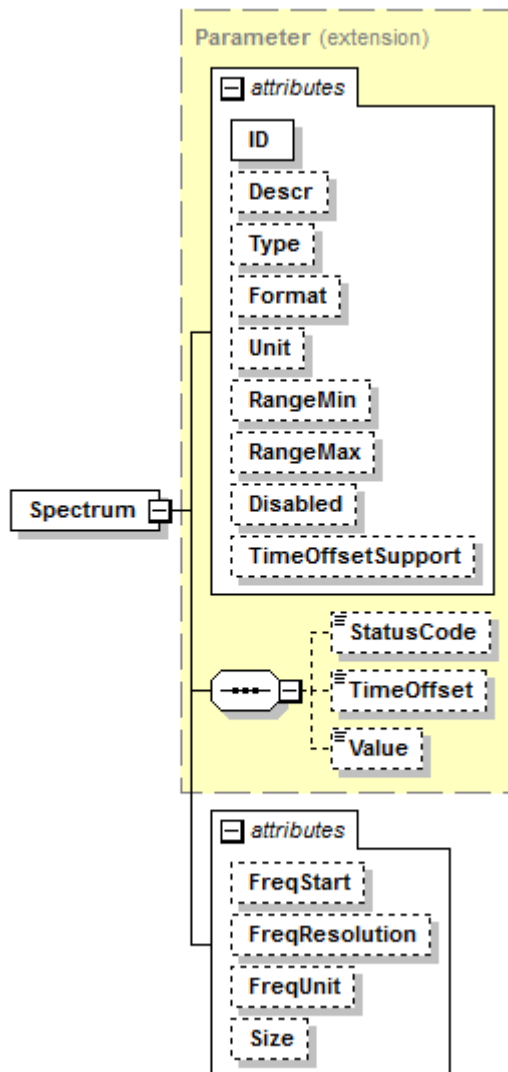 Parameter (extension)
attributes
ID
Descr
Type
Format
Unit
RangeMin
RangeMax
Disabled
TimeOffsetSupport
Spectrum
StatusCode
TimeOffset
Value
attributes
FreqStart
FreqResolution
FreqUnit
Size